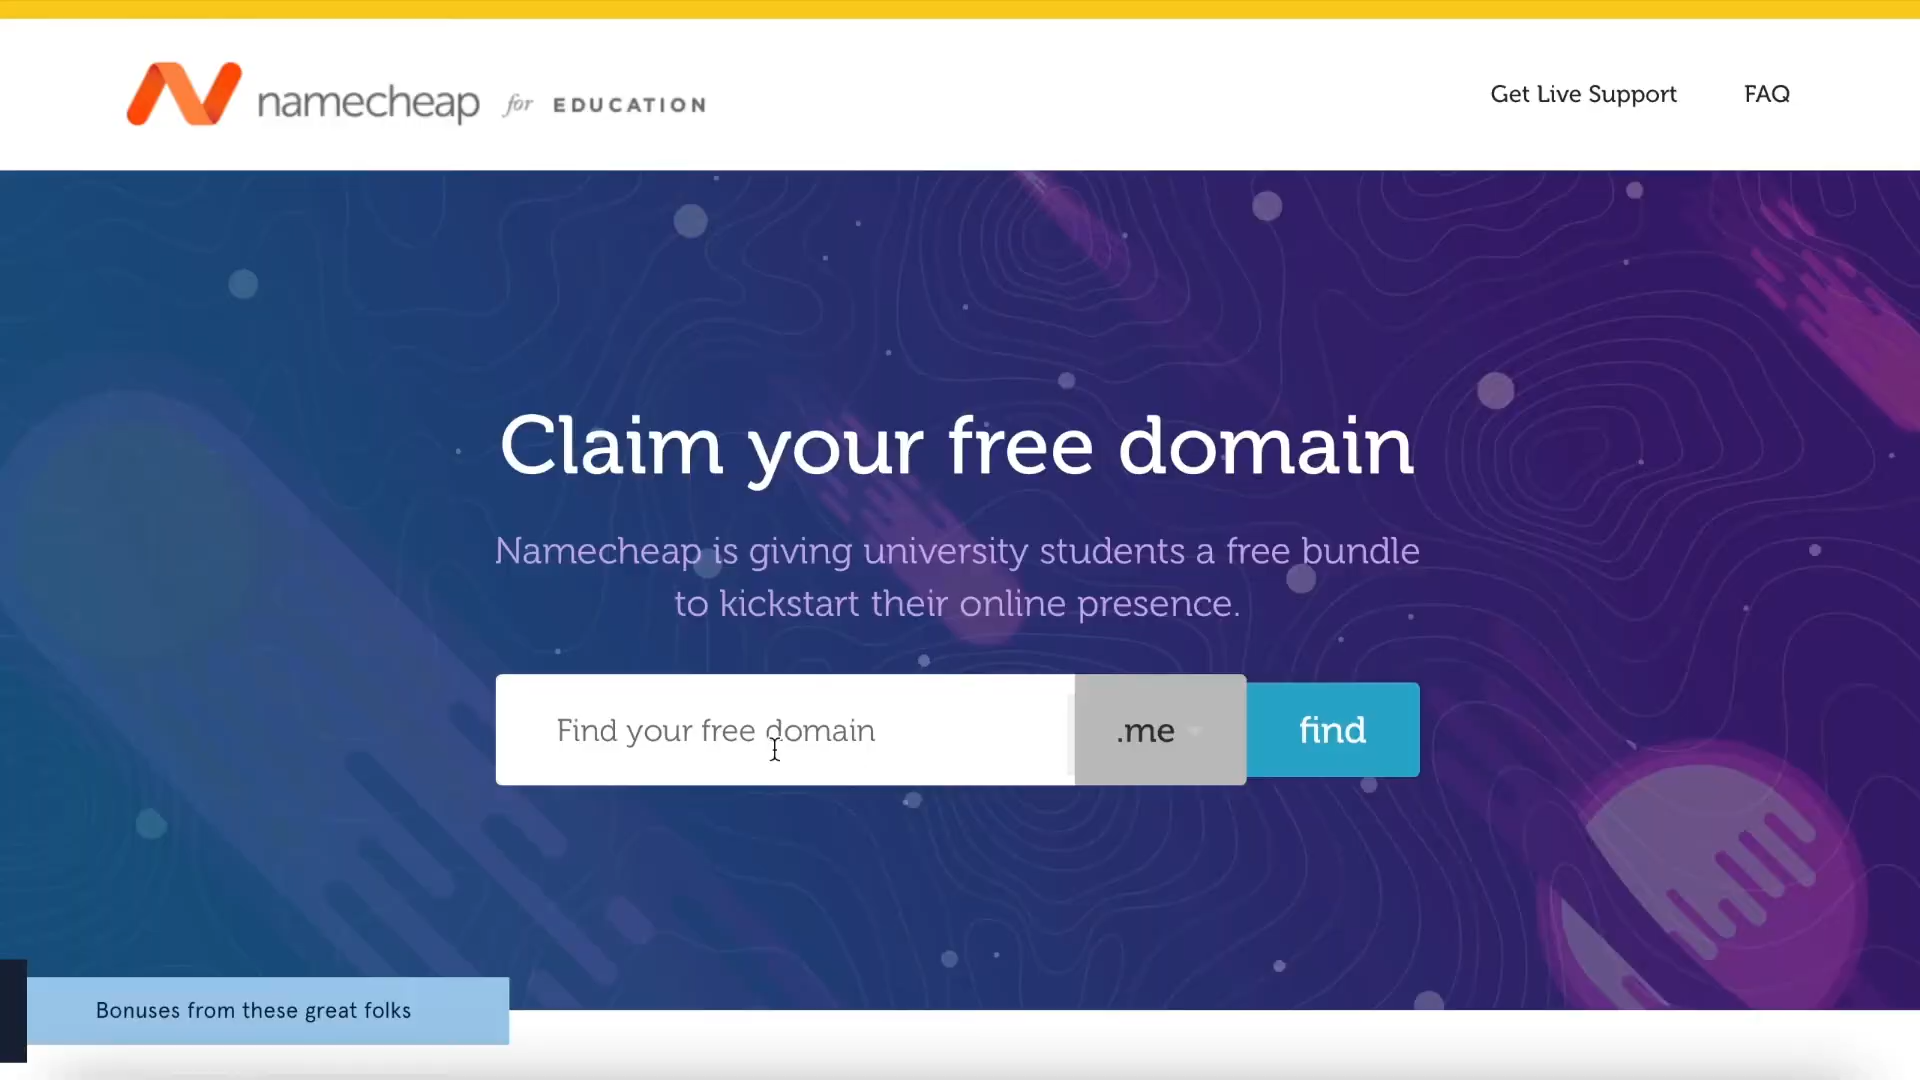 namecheap for EDUCATION
Get Live Support
FAQ
Claim your free domain
Namecheap is giving university students a free bundle
to kickstart their online presence.
Find your free domain
.me
find
Bonuses from these great folks